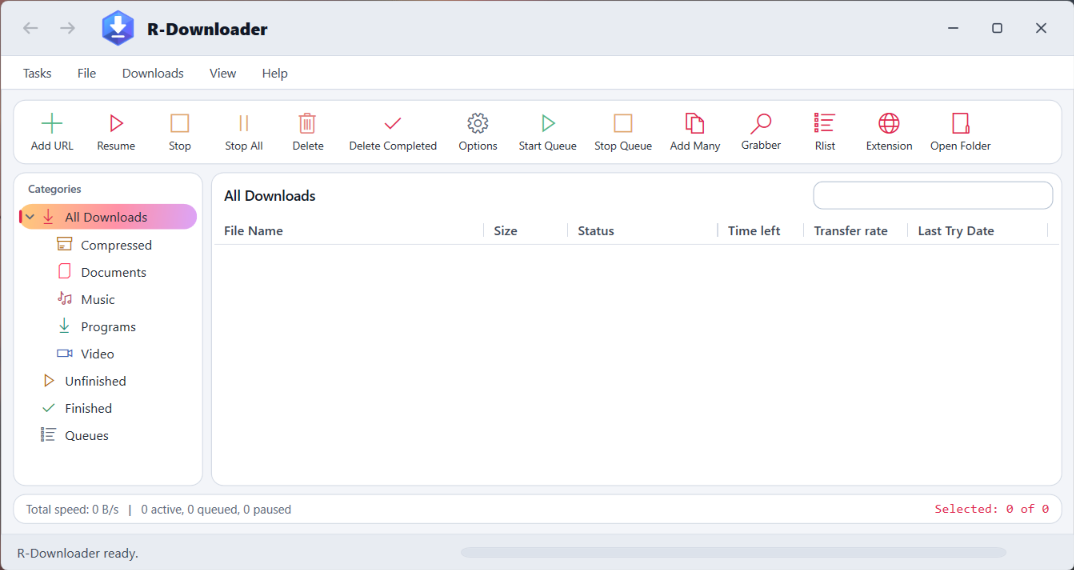 R-Downloader
Tasks File Downloads View Help
Add URL Resume Stop Stop All Delete Delete Completed Options Start Queue Stop Queue Add Many Grabber Rlist Extension Open Folder
Categories
All Downloads
Compressed
Documents
Music
Programs
Video
Unfinished
Finished
Queues
All Downloads
File Name Size Status Time left Transfer rate Last Try Date
Total speed: 0 B/s | 0 active, 0 queued, 0 paused
Selected: 0 of 0
R-Downloader ready.